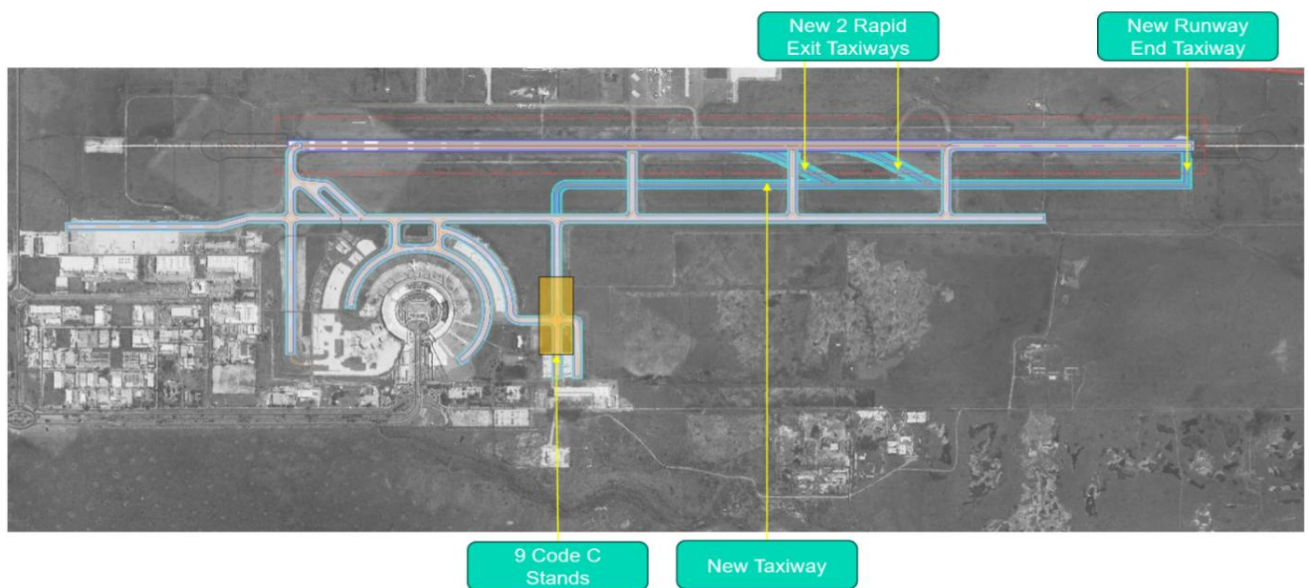 New 2 Rapid
Exit Taxiways
New Runway
End Taxiway
9 Code C
Stands
New Taxiway